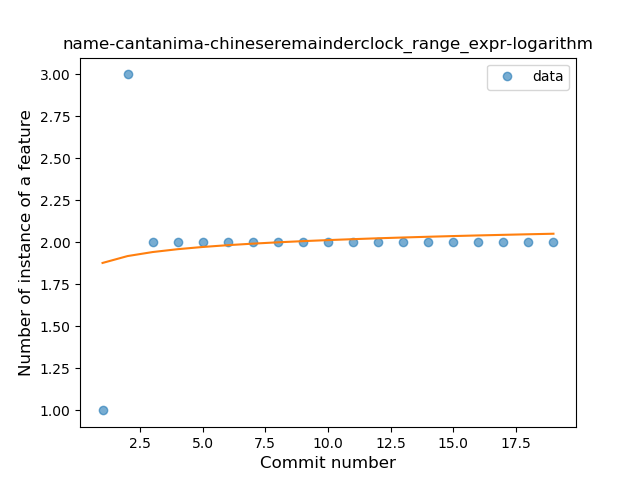 name-cantanima-chineseremainderclock_range_expr-logarithm
data
Number of instance of a feature
3.00
2.75
2.50
2.25
2.00
1.75
1.50
1.25
1.00
2.5 5.0 7.5 10.0 12.5 15.0 17.5
Commit number